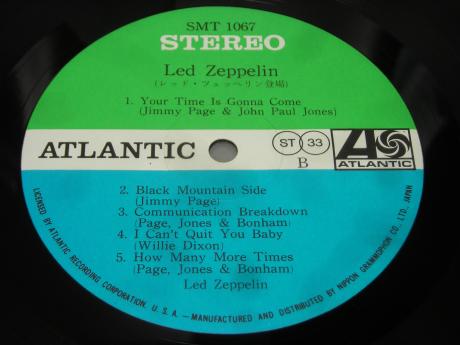 SMT 1067
STEREO
Led Zeppelin
(レッド・ツェッペリン登場)
1. Your Time Is Gonna Come
(Jimmy Page & John Paul Jones)
ATLANTIC
ST 33
B
ATLANTIC
2. Black Mountain Side
(Jimmy Page)
3. Communication Breakdown
(Page, Jones & Bonham)
4. I Can't Quit You Baby
(Willie Dixon)
5. How Many More Times
(Page, Jones & Bonham)
Led Zeppelin
LICENSED BY ATLANTIC RECORDING CORPORATION. U.S.A.—MANUFACTURED AND DISTRIBUTED BY NIPPON GRAMMOPHON CO., LTD. JAPAN